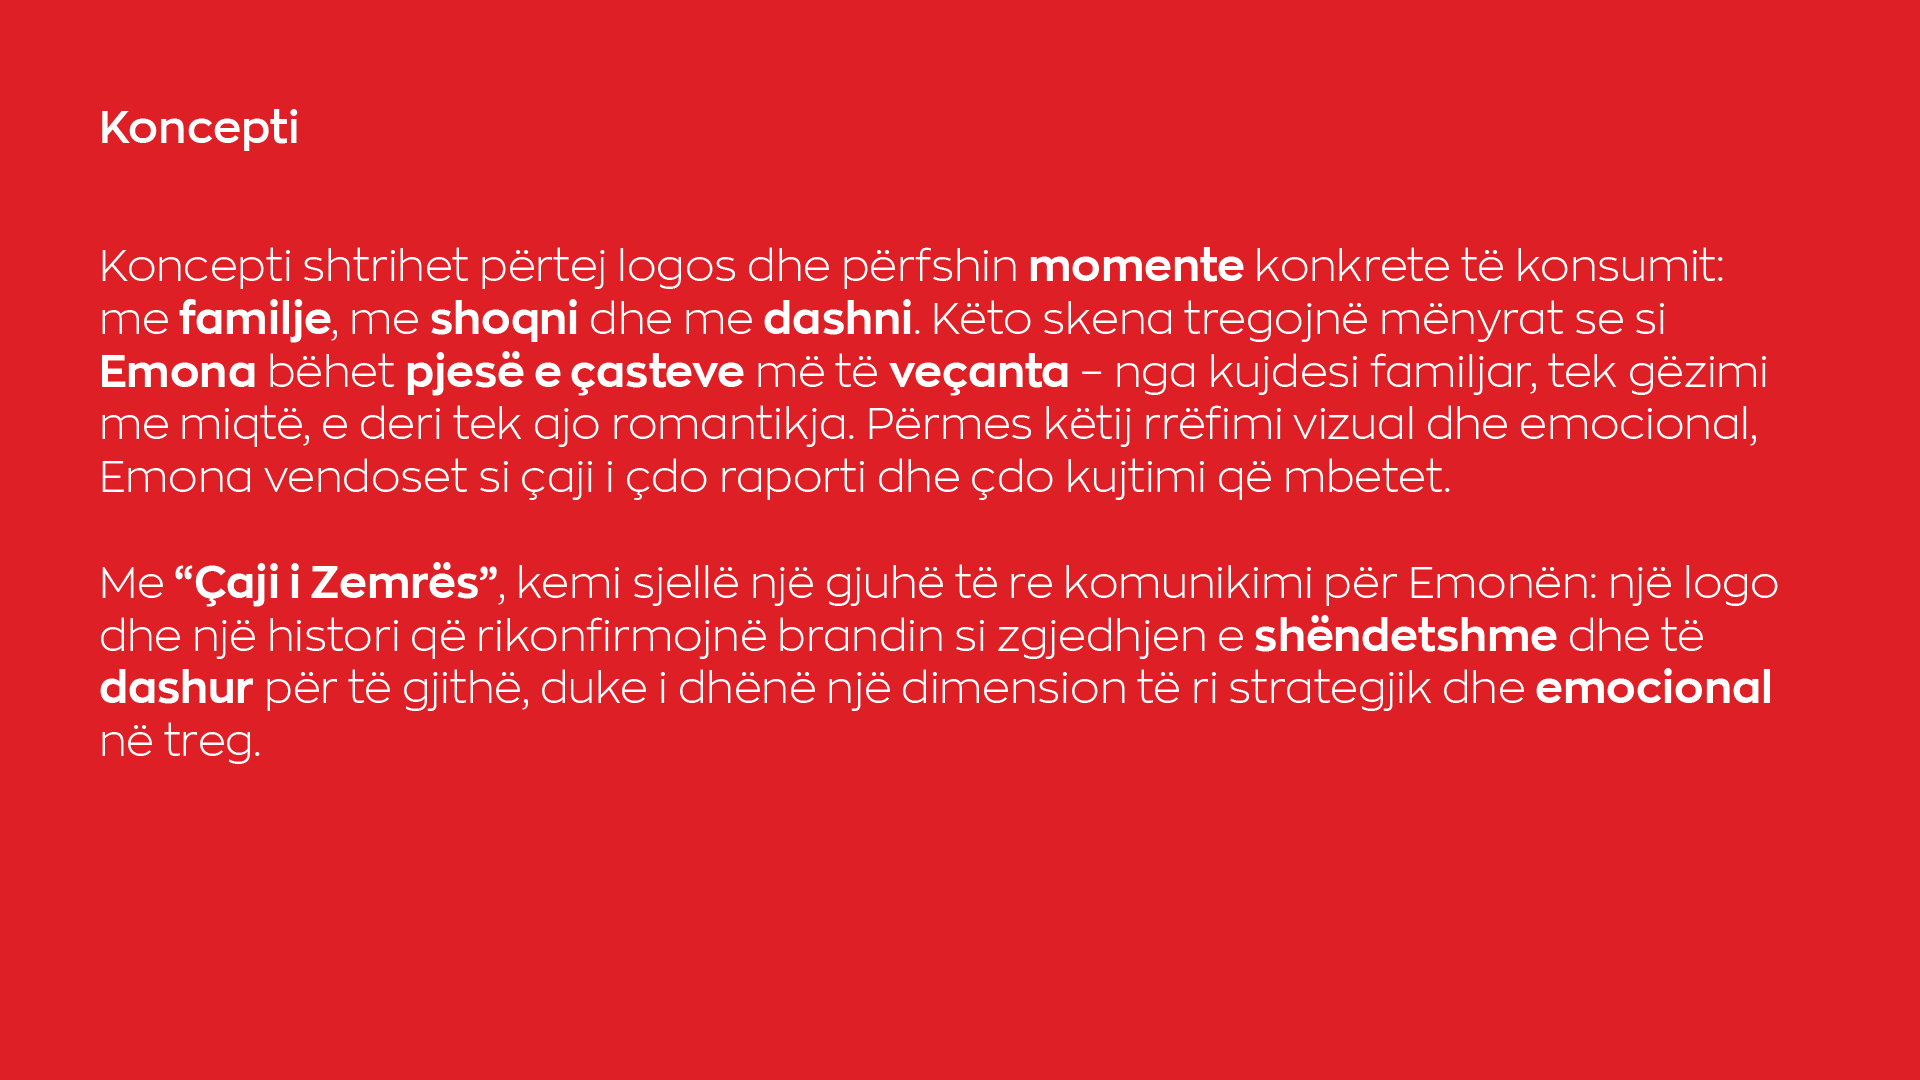 Koncepti
Koncepti shtrihet përtej logos dhe përfshin momente konkrete të konsumit:
me familje, me shoqni dhe me dashni. Këto skena tregojnë mënyrat se si
Emona bëhet pjesë e çasteve më të veçanta – nga kujdesi familjar, tek gëzimi
me miqtë, e deri tek ajo romantikja. Përmes këtij rrëfimi vizual dhe emocional,
Emona vendoset si çaji i çdo raporti dhe çdo kujtimi që mbetet.
Me “Çaji i Zemrës”, kemi sjellë një gjuhë të re komunikimi për Emonën: një logo
dhe një histori që rikonfirmojnë brandin si zgjedhjen e shëndetshme dhe të
dashur për të gjithë, duke i dhënë një dimension të ri strategjik dhe emocional
në treg.